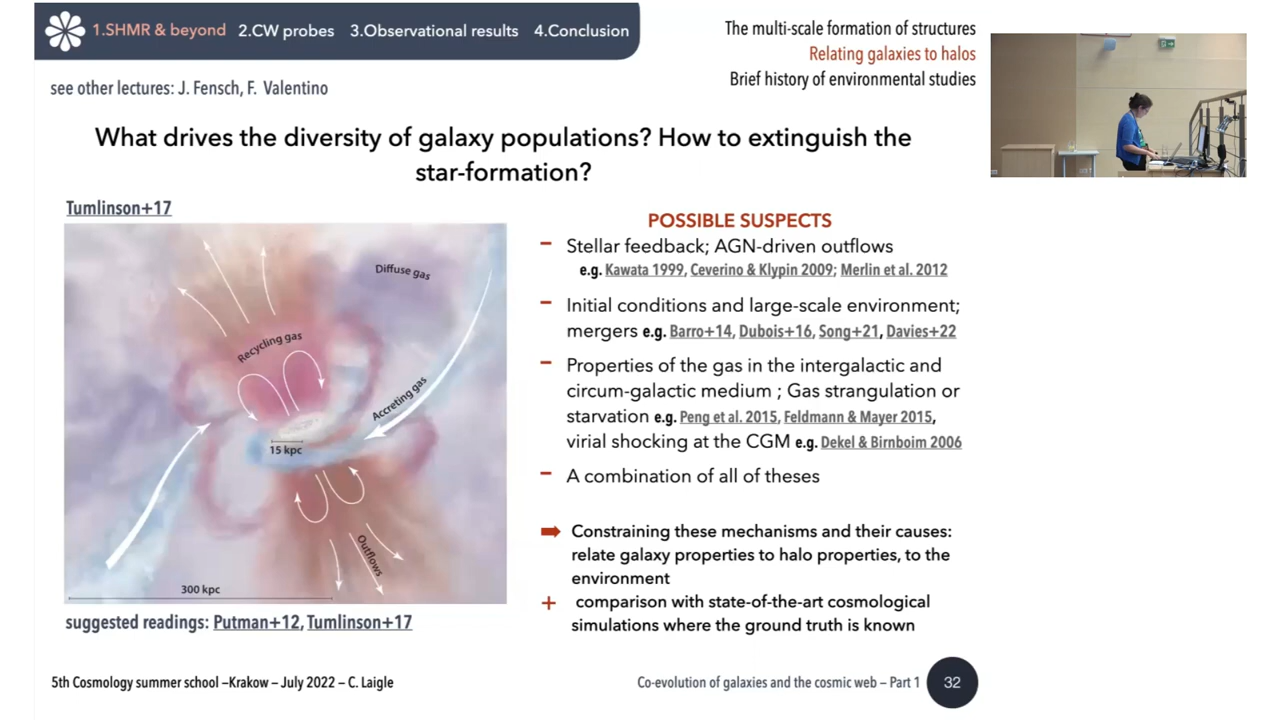 1.SHMR & beyond 2.CW probes 3.Observational results 4.Conclusion
The multi-scale formation of structures
Relating galaxies to halos
Brief history of environmental studies
see other lectures: J. Fensch, F. Valentino
What drives the diversity of galaxy populations? How to extinguish the
star-formation?
Tumlinson+17
Diffuse gas
Recycling gas
Accreting gas
15 kpc
Outflows
300 kpc
suggested readings: Putman+12, Tumlinson+17
POSSIBLE SUSPECTS
– Stellar feedback; AGN-driven outflows
e.g. Kawata 1999, Ceverino & Klypin 2009; Merlin et al. 2012
– Initial conditions and large-scale environment;
mergers e.g. Barro+14, Dubois+16, Song+21, Davies+22
– Properties of the gas in the intergalactic and
circum-galactic medium ; Gas strangulation or
starvation e.g. Peng et al. 2015, Feldmann & Mayer 2015,
virial shocking at the CGM e.g. Dekel & Birnboim 2006
– A combination of all of theses
Constraining these mechanisms and their causes:
relate galaxy properties to halo properties, to the
environment
+ comparison with state-of-the-art cosmological
simulations where the ground truth is known
5th Cosmology summer school –Krakow – July 2022 – C. Laigle
Co-evolution of galaxies and the cosmic web – Part 1
32